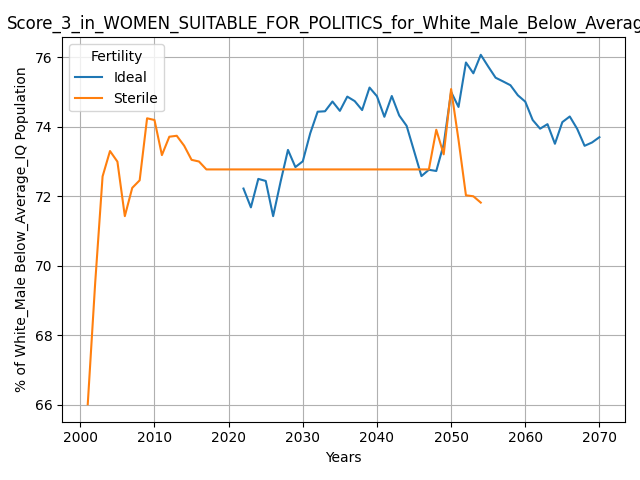 Score_3_in_WOMEN_SUITABLE_FOR_POLITICS_for_White_Male_Below_Averag
Fertility
Ideal
Sterile
% of White_Male Below_Average_IQ Population
76
74
72
70
68
66
2000 2010 2020 2030 2040 2050 2060 2070
Years